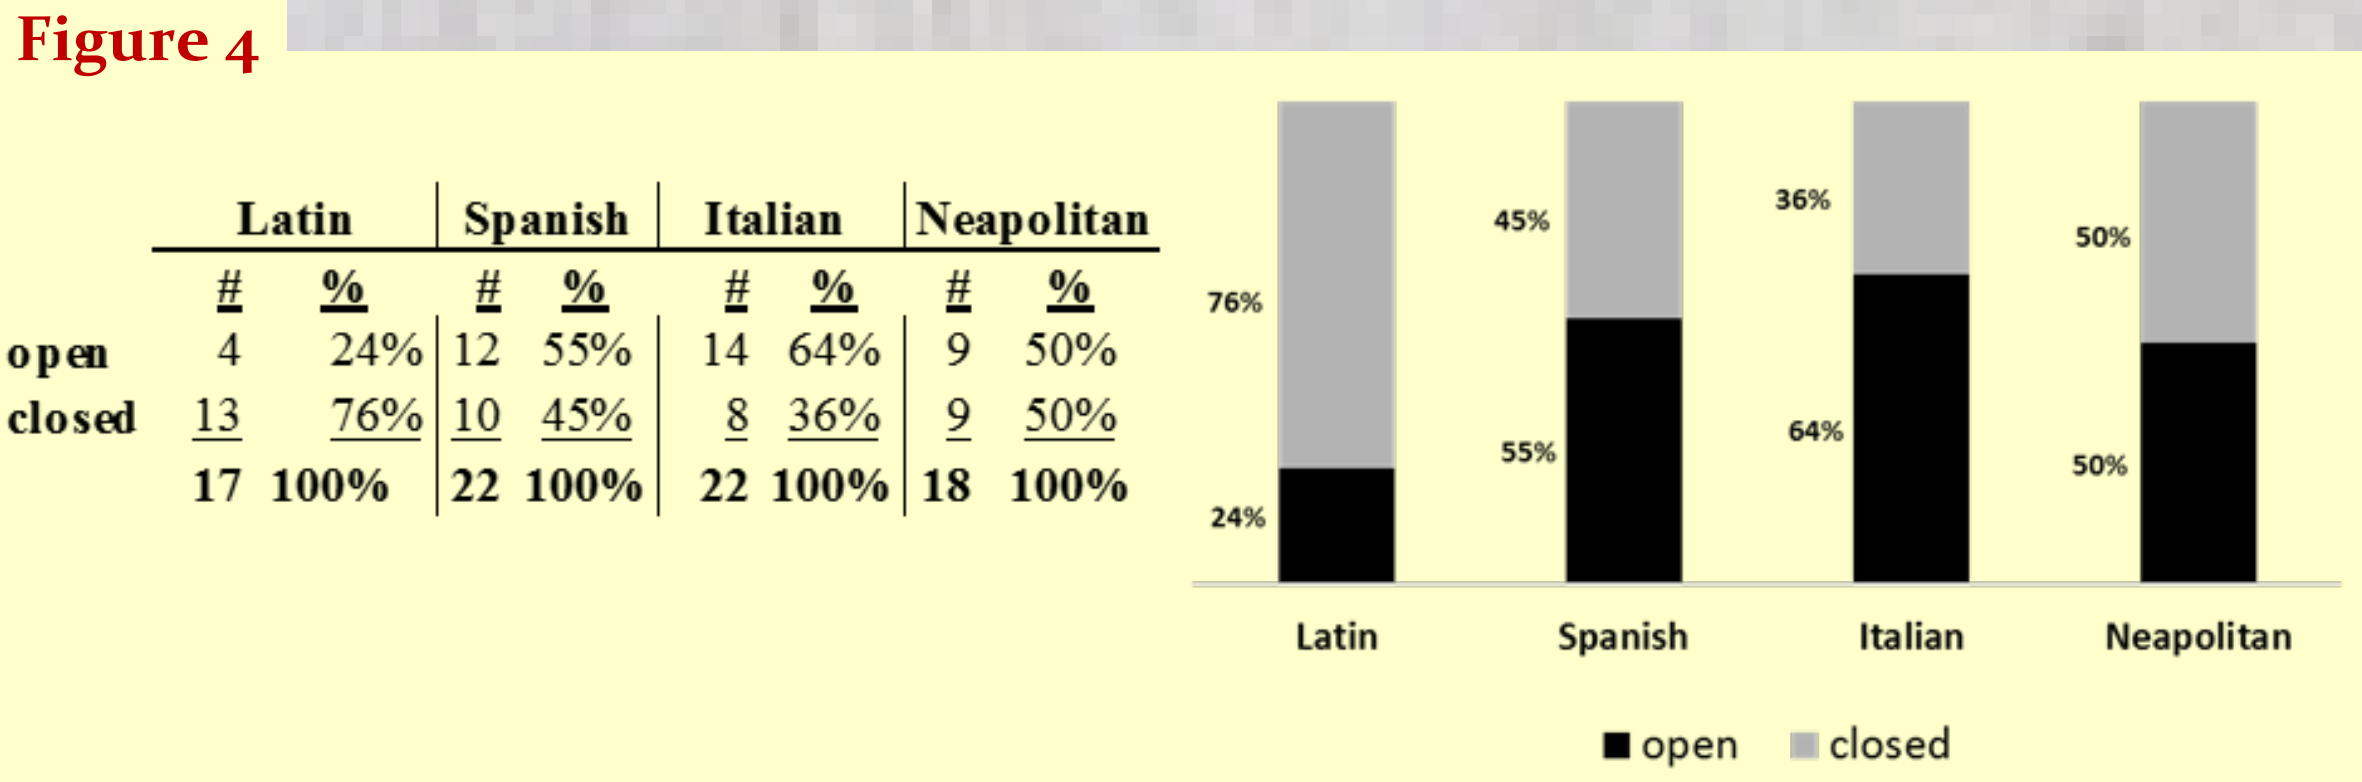 Figure 4
Latin Spanish Italian Neapolitan
# % # % # % # %
open 4 24% 12 55% 14 64% 9 50%
closed 13 76% 10 45% 8 36% 9 50%
17 100% 22 100% 22 100% 18 100%
76% 45% 36% 50%
24% 55% 64% 50%
Latin Spanish Italian Neapolitan
open closed